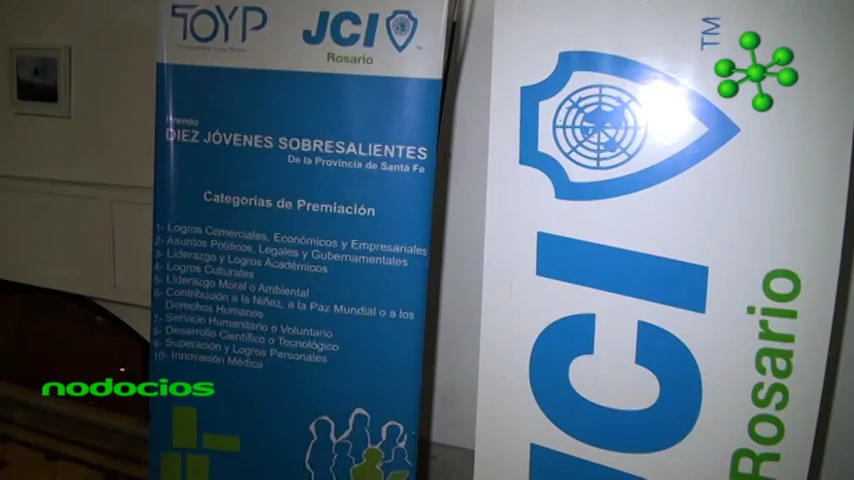 TOYP
JCI
Rosario
Premio
DIEZ JÓVENES SOBRESALIENTES
De la Provincia de Santa Fe
Categorías de Premiación
1- Logros Comerciales, Económicos y Empresariales
2- Asuntos Políticos, Legales y Gubernamentales
3- Liderazgo y Logros Académicos
4- Logros Culturales
5- Liderazgo Moral o Ambiental
6- Contribución a la Niñez, a la Paz Mundial o a los
Derechos Humanos
7- Servicio Humanitario o Voluntario
8- Desarrollo Científico o Tecnológico
9- Superación y Logros Personales
10- Innovación Médica
TM
JCI
Rosario
nodocios